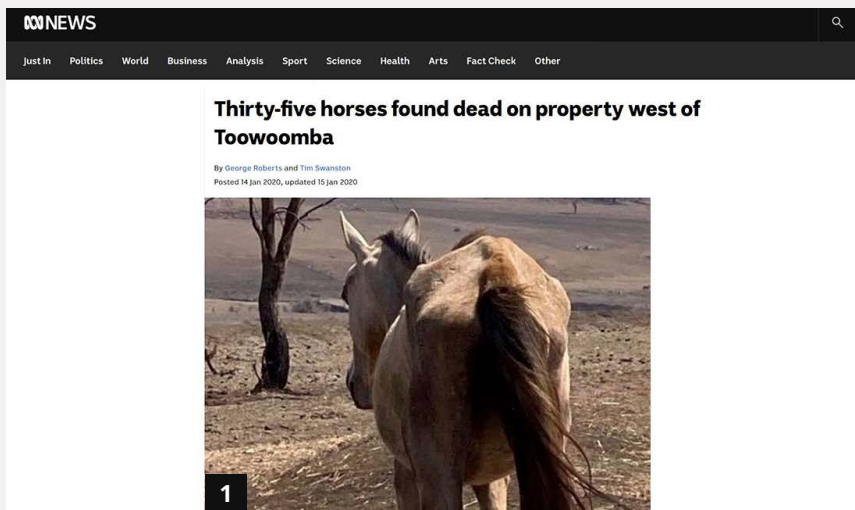 NEWS
Just In Politics World Business Analysis Sport Science Health Arts Fact Check Other
Thirty-five horses found dead on property west of
Toowoomba
By George Roberts and Tim Swanston
Posted 14 Jan 2020, updated 15 Jan 2020
1